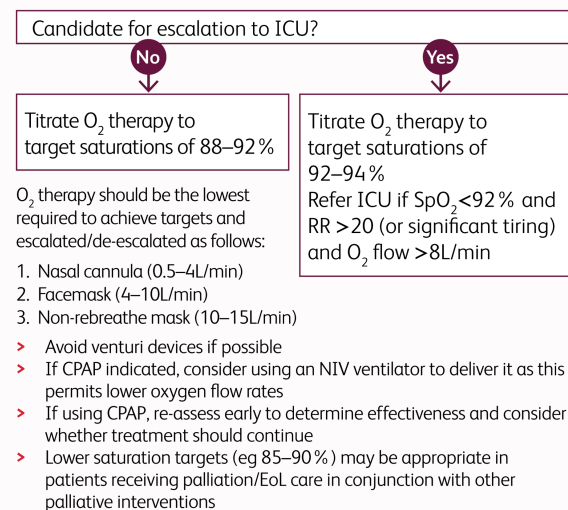 Candidate for escalation to ICU?
No
Yes
Titrate O₂ therapy to
target saturations of 88–92%
Titrate O₂ therapy to
target saturations of
92–94%
Refer ICU if SpO₂<92% and
RR >20 (or significant tiring)
and O₂ flow >8L/min
O₂ therapy should be the lowest
required to achieve targets and
escalated/de-escalated as follows:
1. Nasal cannula (0.5–4L/min)
2. Facemask (4–10L/min)
3. Non-rebreathe mask (10–15L/min)
> Avoid venturi devices if possible
> If CPAP indicated, consider using an NIV ventilator to deliver it as this
permits lower oxygen flow rates
> If using CPAP, re-assess early to determine effectiveness and consider
whether treatment should continue
> Lower saturation targets (eg 85–90%) may be appropriate in
patients receiving palliation/EoL care in conjunction with other
palliative interventions